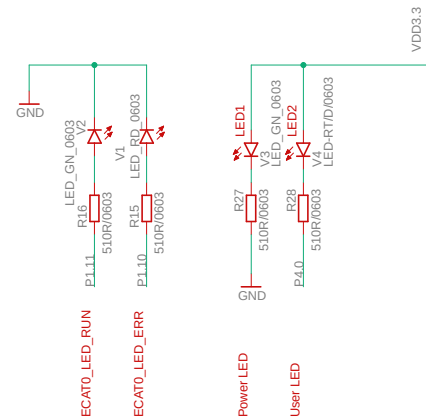 VDD3.3
GND
V2
LED_GN_0603
V1
LED_RD_0603
LED1
V3
LED_GN_0603
LED2
V4
LED-RT/D/0603
R16
510R/0603
R15
510R/0603
R27
510R/0603
R28
510R/0603
P1.11
P1.10
GND
P4.0
ECAT0_LED_RUN
ECAT0_LED_ERR
Power LED
User LED